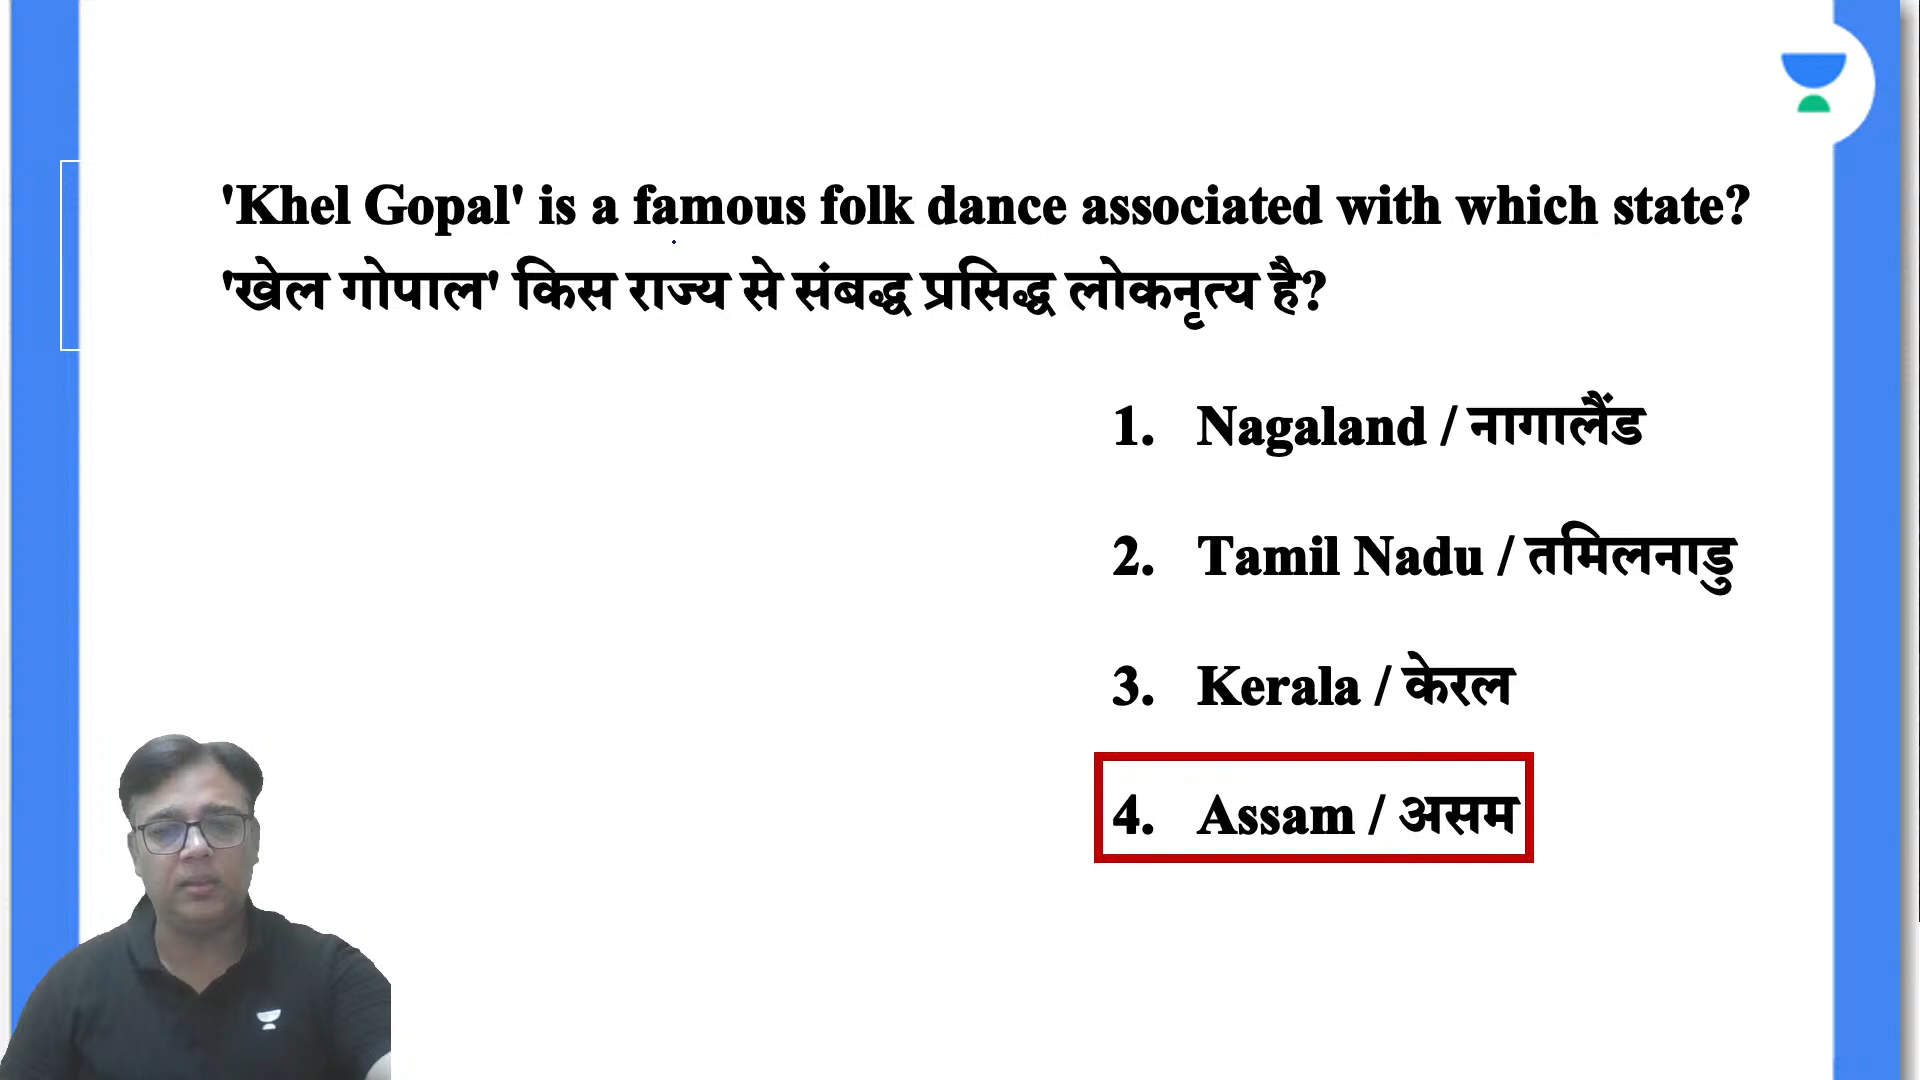 'Khel Gopal' is a famous folk dance associated with which state?
'खेल गोपाल' किस राज्य से संबद्ध प्रसिद्ध लोकनृत्य है?
1. Nagaland / नागालैंड
2. Tamil Nadu / तमिलनाडु
3. Kerala / केरल
4. Assam / असम